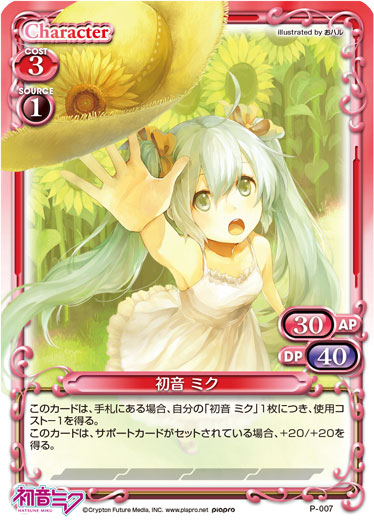 Character
illustrated by おハル
COST
3
SOURCE
1
30 AP
DP 40
初音 ミク
このカードは、手札にある場合、自分の「初音 ミク」1枚につき、使用コ
スト−1を得る。
このカードは、サポートカードがセットされている場合、+20/+20を
得る。
初音ミク
HATSUNE MIKU
©Crypton Future Media, INC. www.piapro.net piapro
P-007